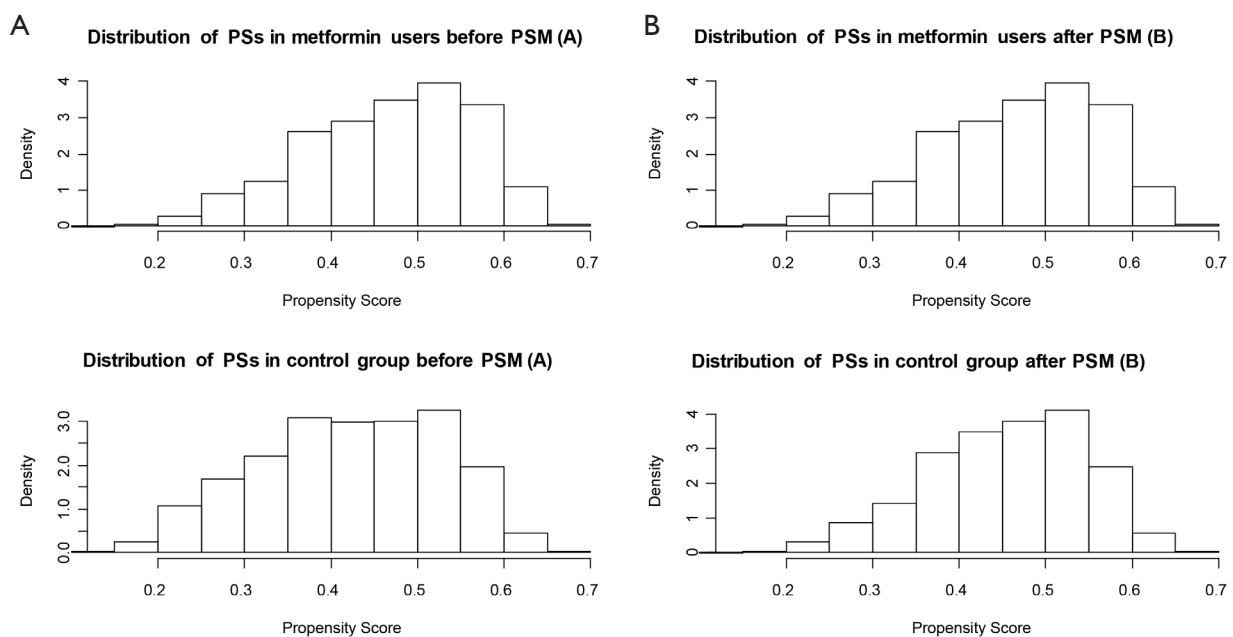 A
Distribution of PSs in metformin users before PSM (A)
4
3
2
1
0
Density
0.2 0.3 0.4 0.5 0.6 0.7
Propensity Score
B
Distribution of PSs in metformin users after PSM (B)
4
3
2
1
0
Density
0.2 0.3 0.4 0.5 0.6 0.7
Propensity Score
Distribution of PSs in control group before PSM (A)
3.0
2.0
1.0
0.0
Density
0.2 0.3 0.4 0.5 0.6 0.7
Propensity Score
Distribution of PSs in control group after PSM (B)
4
3
2
1
0
Density
0.2 0.3 0.4 0.5 0.6 0.7
Propensity Score